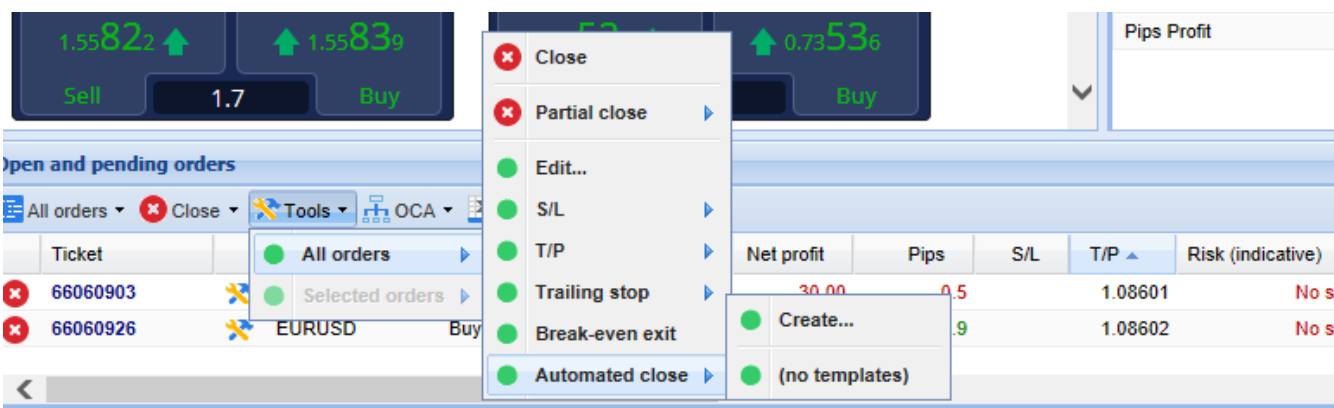 1.55822
1.55839
0.73536
Pips Profit
Sell
1.7
Buy
Buy
Close
Partial close
Open and pending orders
Edit...
All orders
Close
Tools
OCA
S/L
Ticket
All orders
T/P
Net profit
Pips
S/L
T/P
Risk (indicative)
66060903
Selected orders
Trailing stop
30.00
0.5
1.08601
No s
66060926
EURUSD
Buy
Break-even exit
Create...
.9
1.08602
No s
Automated close
(no templates)